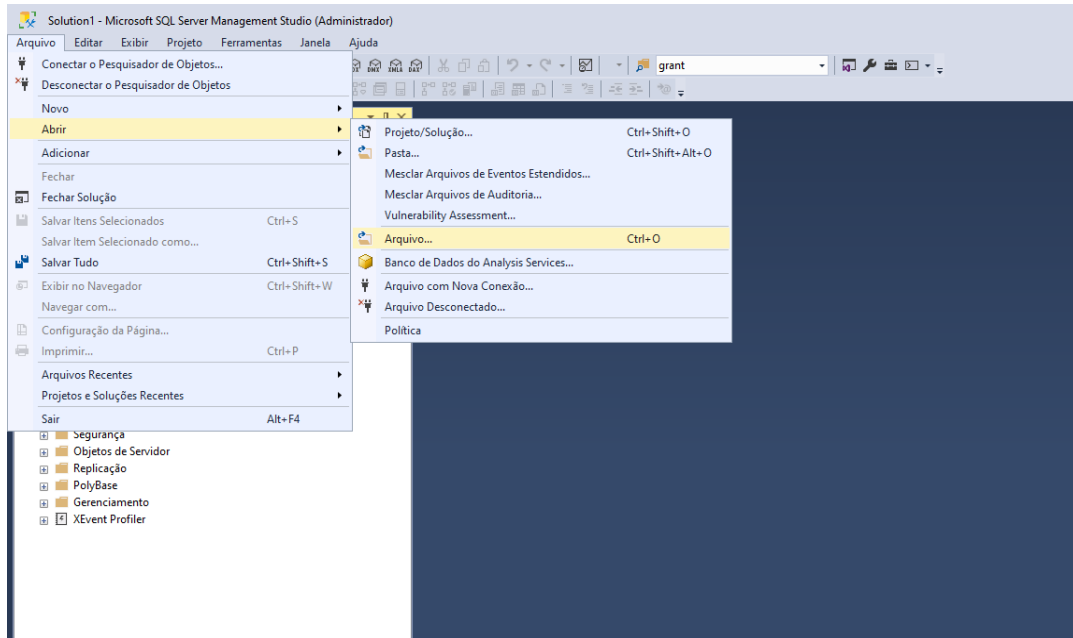 Solution1 - Microsoft SQL Server Management Studio (Administrador)
Arquivo Editar Exibir Projeto Ferramentas Janela Ajuda
grant
Conectar o Pesquisador de Objetos...
Desconectar o Pesquisador de Objetos
Novo
Abrir
Adicionar
Fechar
Fechar Solução
Salvar Itens Selecionados Ctrl+S
Salvar Item Selecionado como...
Salvar Tudo Ctrl+Shift+S
Exibir no Navegador Ctrl+Shift+W
Navegar com...
Configuração da Página...
Imprimir... Ctrl+P
Arquivos Recentes
Projetos e Soluções Recentes
Sair Alt+F4
Projeto/Solução... Ctrl+Shift+O
Pasta... Ctrl+Shift+Alt+O
Mesclar Arquivos de Eventos Estendidos...
Mesclar Arquivos de Auditoria...
Vulnerability Assessment...
Arquivo... Ctrl+O
Banco de Dados do Analysis Services...
Arquivo com Nova Conexão...
Arquivo Desconectado...
Política
Segurança
Objetos de Servidor
Replicação
PolyBase
Gerenciamento
XEvent Profiler